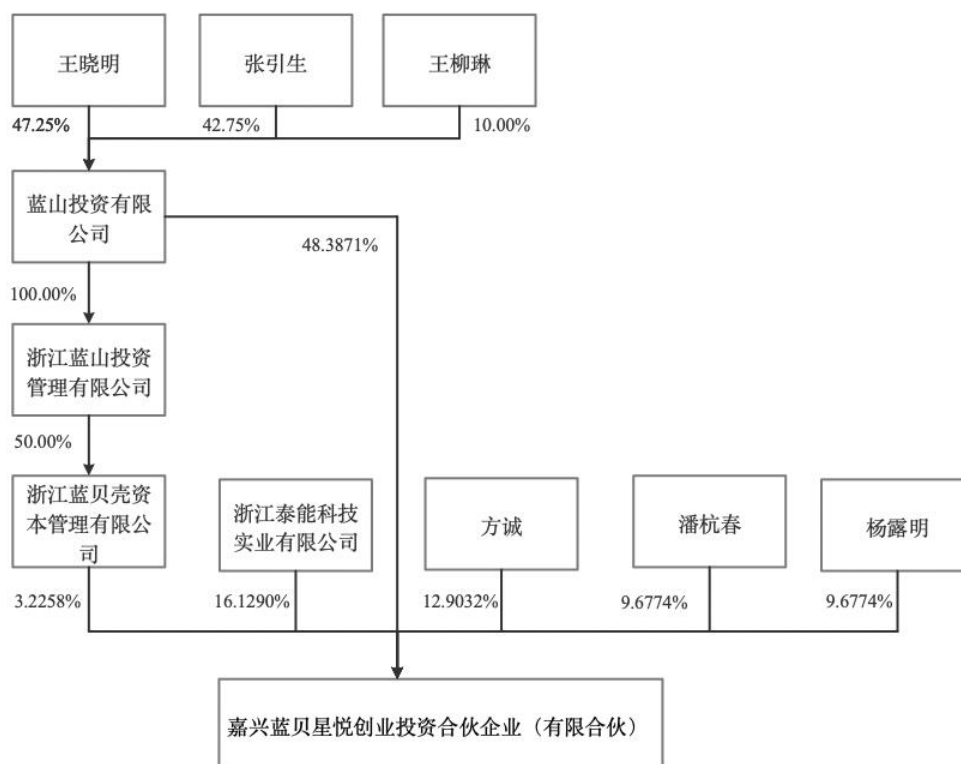 王晓明
张引生
王柳琳
47.25%
42.75%
10.00%
蓝山投资有限
公司
48.3871%
100.00%
浙江蓝山投资
管理有限公司
50.00%
浙江蓝贝壳资
本管理有限公
司
浙江泰能科技
实业有限公司
方诚
潘杭春
杨露明
3.2258%
16.1290%
12.9032%
9.6774%
9.6774%
嘉兴蓝贝星悦创业投资合伙企业（有限合伙）